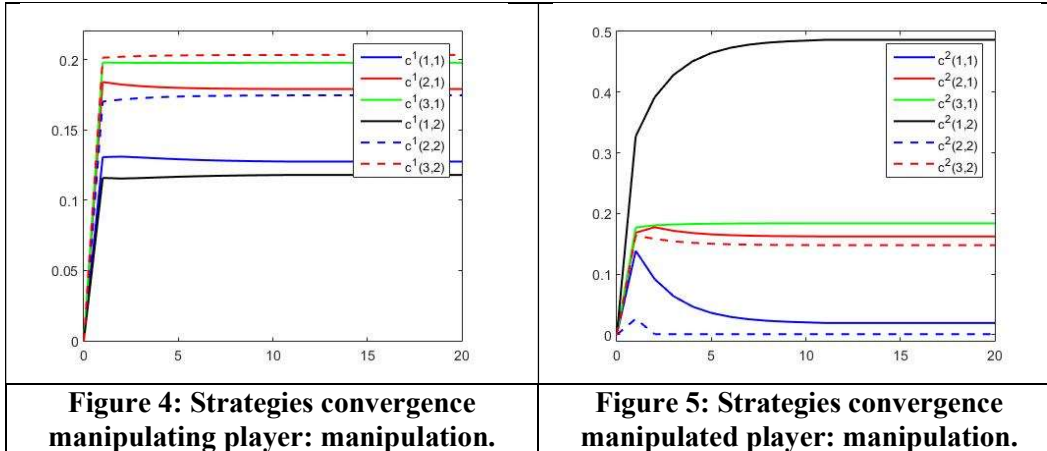 0.2
0.15
0.1
0.05
0
0 5 10 15 20
c¹(1,1)
c¹(2,1)
c¹(3,1)
c¹(1,2)
c¹(2,2)
c¹(3,2)
0.5
0.4
0.3
0.2
0.1
0
0 5 10 15 20
c²(1,1)
c²(2,1)
c²(3,1)
c²(1,2)
c²(2,2)
c²(3,2)
Figure 4: Strategies convergence
manipulating player: manipulation.
Figure 5: Strategies convergence
manipulated player: manipulation.